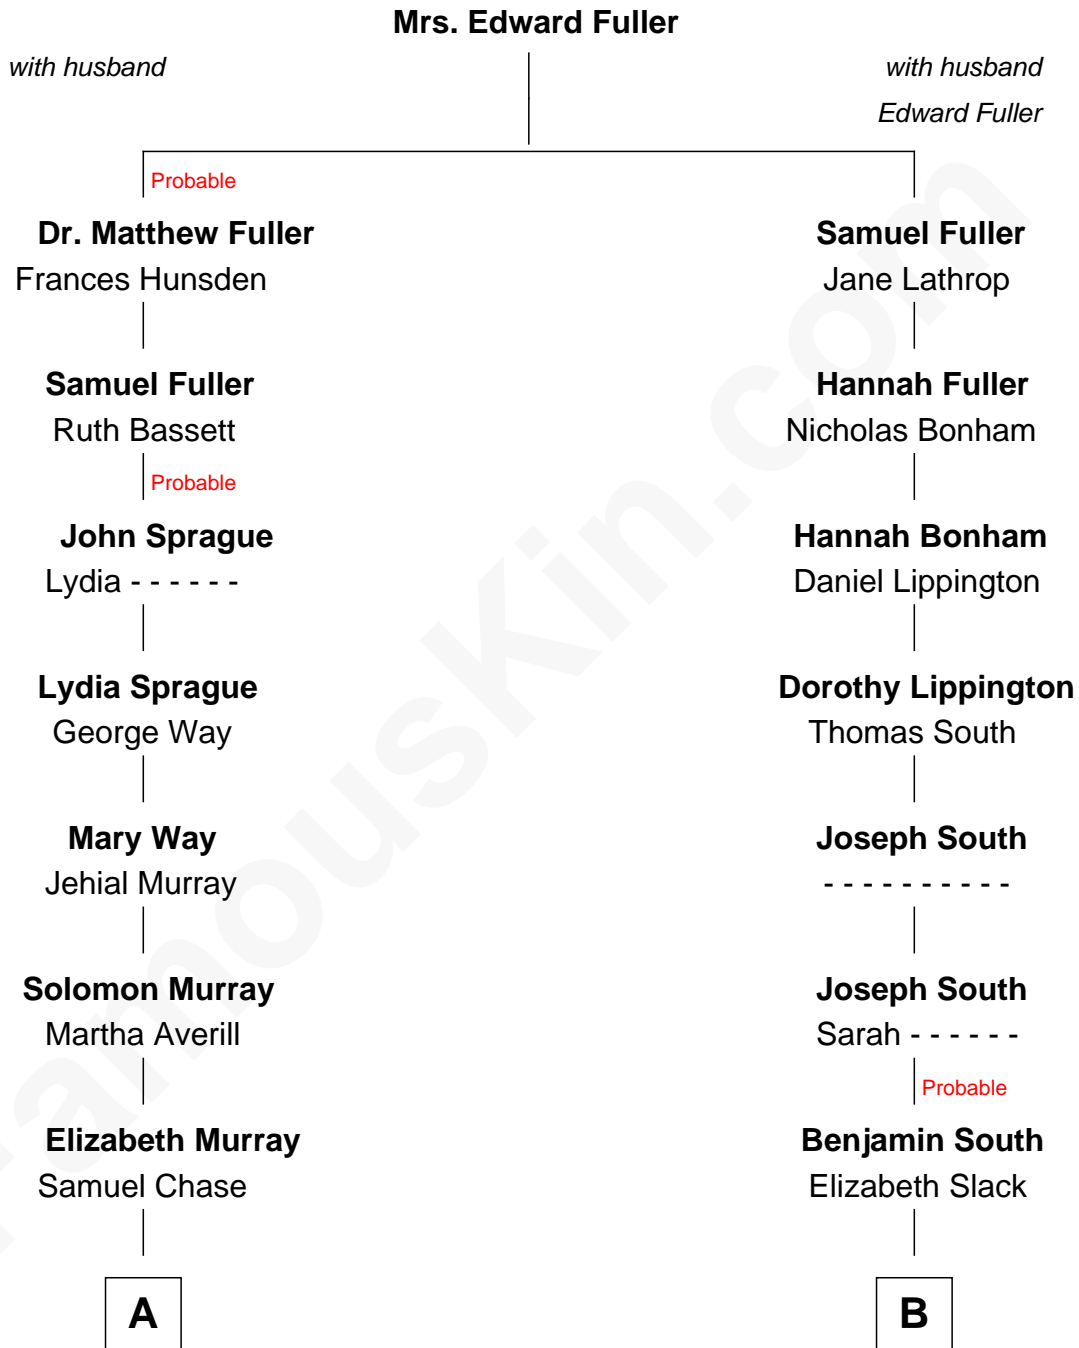 Mrs. Edward Fuller
with husband
with husband
Edward Fuller
Probable
Dr. Matthew Fuller
Frances Hunsden
Samuel Fuller
Jane Lathrop
Samuel Fuller
Ruth Bassett
Hannah Fuller
Nicholas Bonham
Probable
John Sprague
Lydia - - - - - -
Hannah Bonham
Daniel Lippington
Lydia Sprague
George Way
Dorothy Lippington
Thomas South
Mary Way
Jehial Murray
Joseph South
- - - - - - - - - -
Solomon Murray
Martha Averill
Joseph South
Sarah - - - - - -
Probable
Elizabeth Murray
Samuel Chase
Benjamin South
Elizabeth Slack
A
B
FamousKin.com